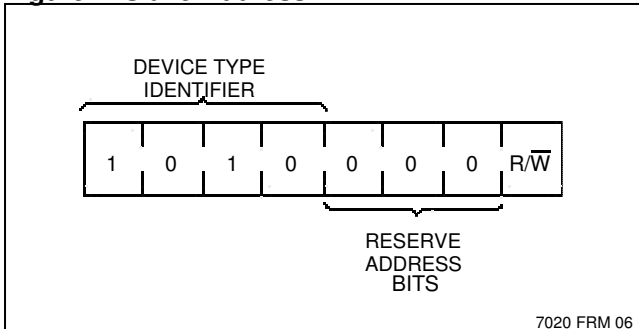 DEVICE TYPE
IDENTIFIER
1 0 1 0 0 0 0 R/W̅
RESERVE
ADDRESS
BITS
7020 FRM 06